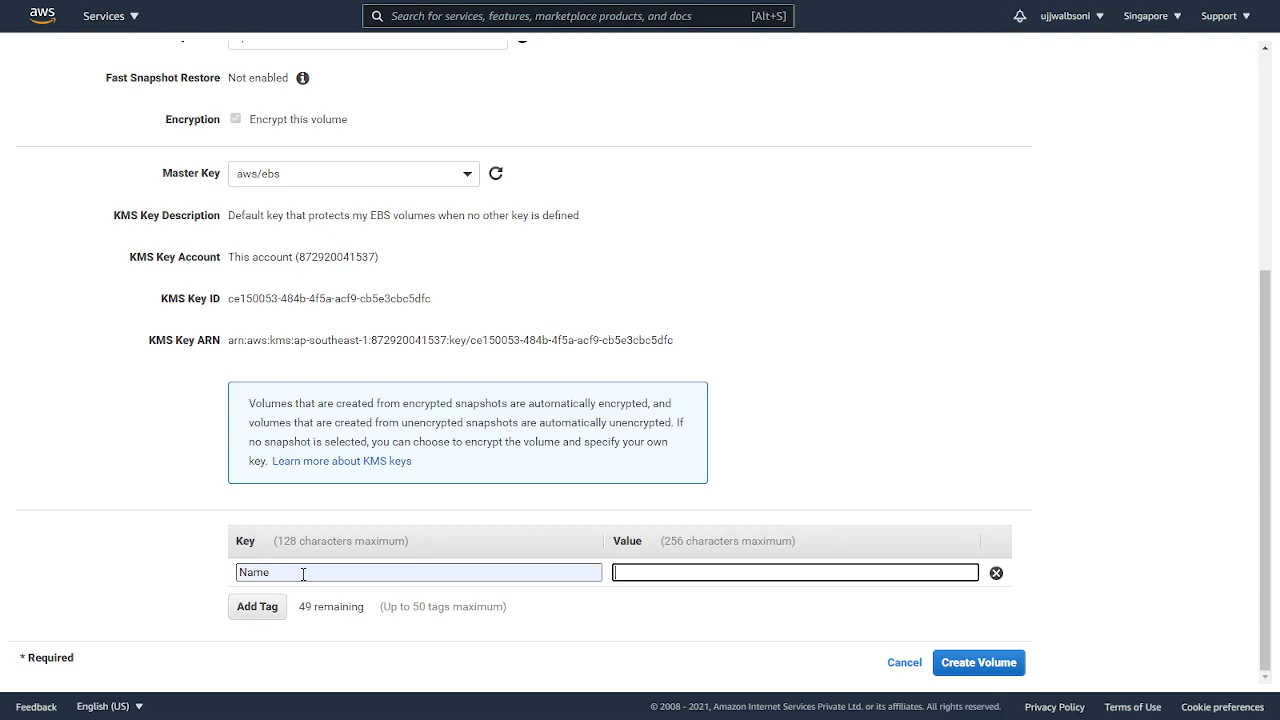 aws
Services
Search for services, features, marketplace products, and docs [Alt+S]
ujjwalbsoni
Singapore
Support
Fast Snapshot Restore Not enabled
Encryption Encrypt this volume
Master Key aws/ebs
KMS Key Description Default key that protects my EBS volumes when no other key is defined
KMS Key Account This account (872920041537)
KMS Key ID ce150053-484b-4f5a-acf9-cb5e3cbc5dfc
KMS Key ARN arn:aws:kms:ap-southeast-1:872920041537:key/ce150053-484b-4f5a-acf9-cb5e3cbc5dfc
Volumes that are created from encrypted snapshots are automatically encrypted, and
volumes that are created from unencrypted snapshots are automatically unencrypted. If
no snapshot is selected, you can choose to encrypt the volume and specify your own
key. Learn more about KMS keys
Key (128 characters maximum) Value (256 characters maximum)
Name
Add Tag 49 remaining (Up to 50 tags maximum)
* Required
Cancel Create Volume
Feedback English (US) © 2008 - 2021, Amazon Internet Services Private Ltd. or its affiliates. All rights reserved. Privacy Policy Terms of Use Cookie preferences